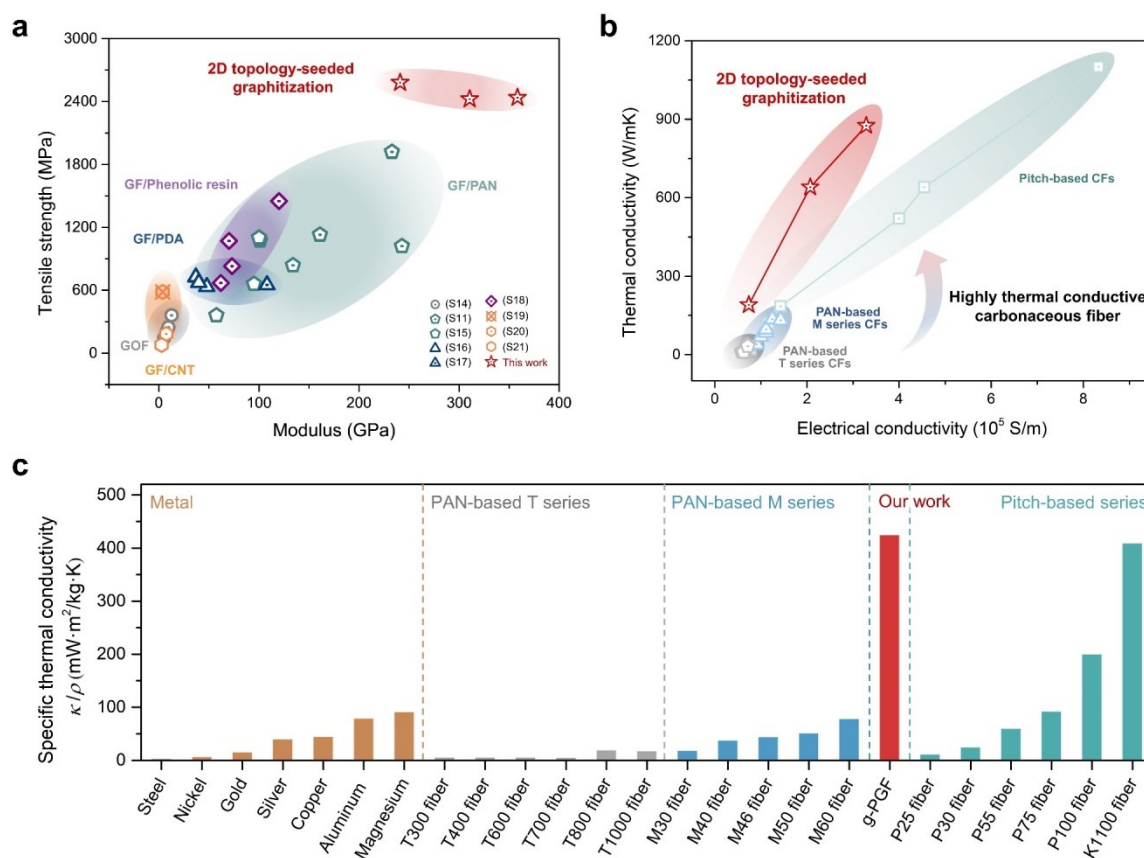 a
3000
2400
1800
1200
600
0
Tensile strength (MPa)
2D topology-seeded
graphitization
GF/Phenolic resin
GF/PAN
GF/PDA
GOF
GF/CNT
(S14)
(S11)
(S15)
(S16)
(S17)
(S18)
(S19)
(S20)
(S21)
This work
0 100 200 300 400
Modulus (GPa)
b
1200
900
600
300
0
Thermal conductivity (W/mK)
2D topology-seeded
graphitization
Pitch-based CFs
PAN-based
M series CFs
PAN-based
T series CFs
Highly thermal conductive
carbonaceous fiber
0 2 4 6 8
Electrical conductivity (10⁵ S/m)
c
500
400
300
200
100
0
Specific thermal conductivity
κ/ρ (mW·m²/kg·K)
Metal
PAN-based T series
PAN-based M series
Our work
Pitch-based series
Steel
Nickel
Gold
Silver
Copper
Aluminum
Magnesium
T300 fiber
T400 fiber
T600 fiber
T700 fiber
T800 fiber
T1000 fiber
M30 fiber
M40 fiber
M46 fiber
M50 fiber
M60 fiber
g-PGF
P25 fiber
P30 fiber
P55 fiber
P75 fiber
P100 fiber
K1100 fiber